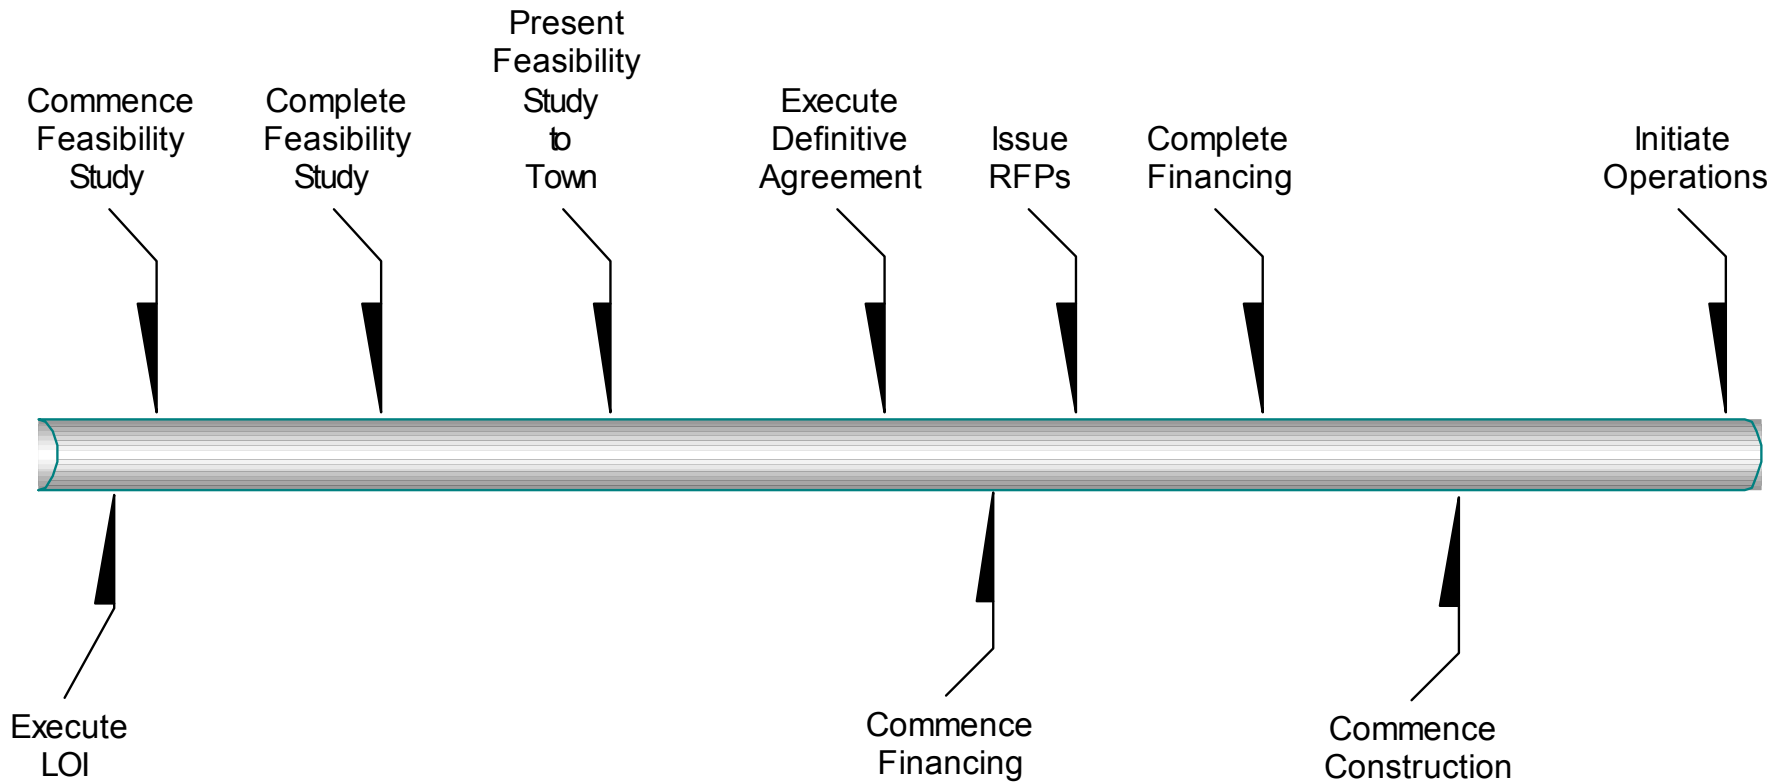 Commence
Feasibility
Study
Complete
Feasibility
Study
Present
Feasibility
Study
to
Town
Execute
Definitive
Agreement
Issue
RFPs
Complete
Financing
Initiate
Operations
Execute
LOI
Commence
Financing
Commence
Construction